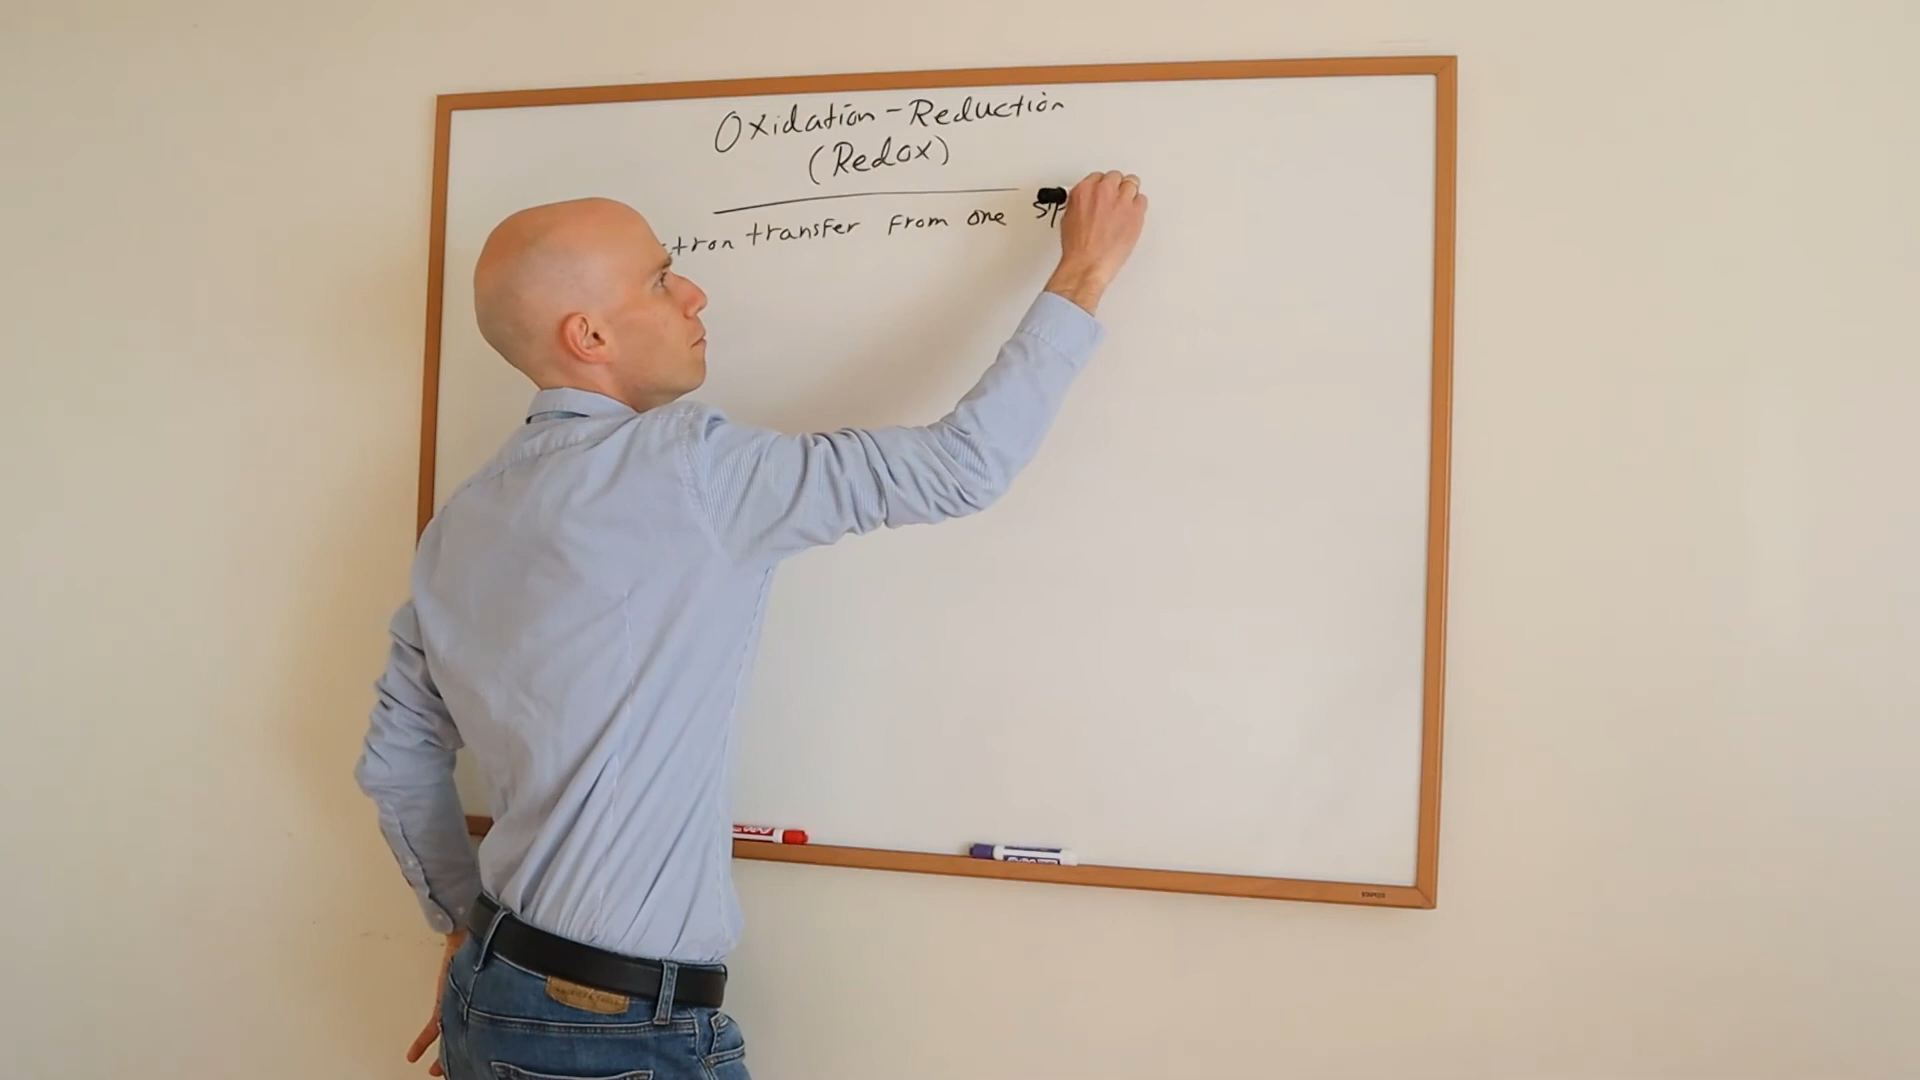 Oxidation-Reduction
(Redox)
tron transfer from one